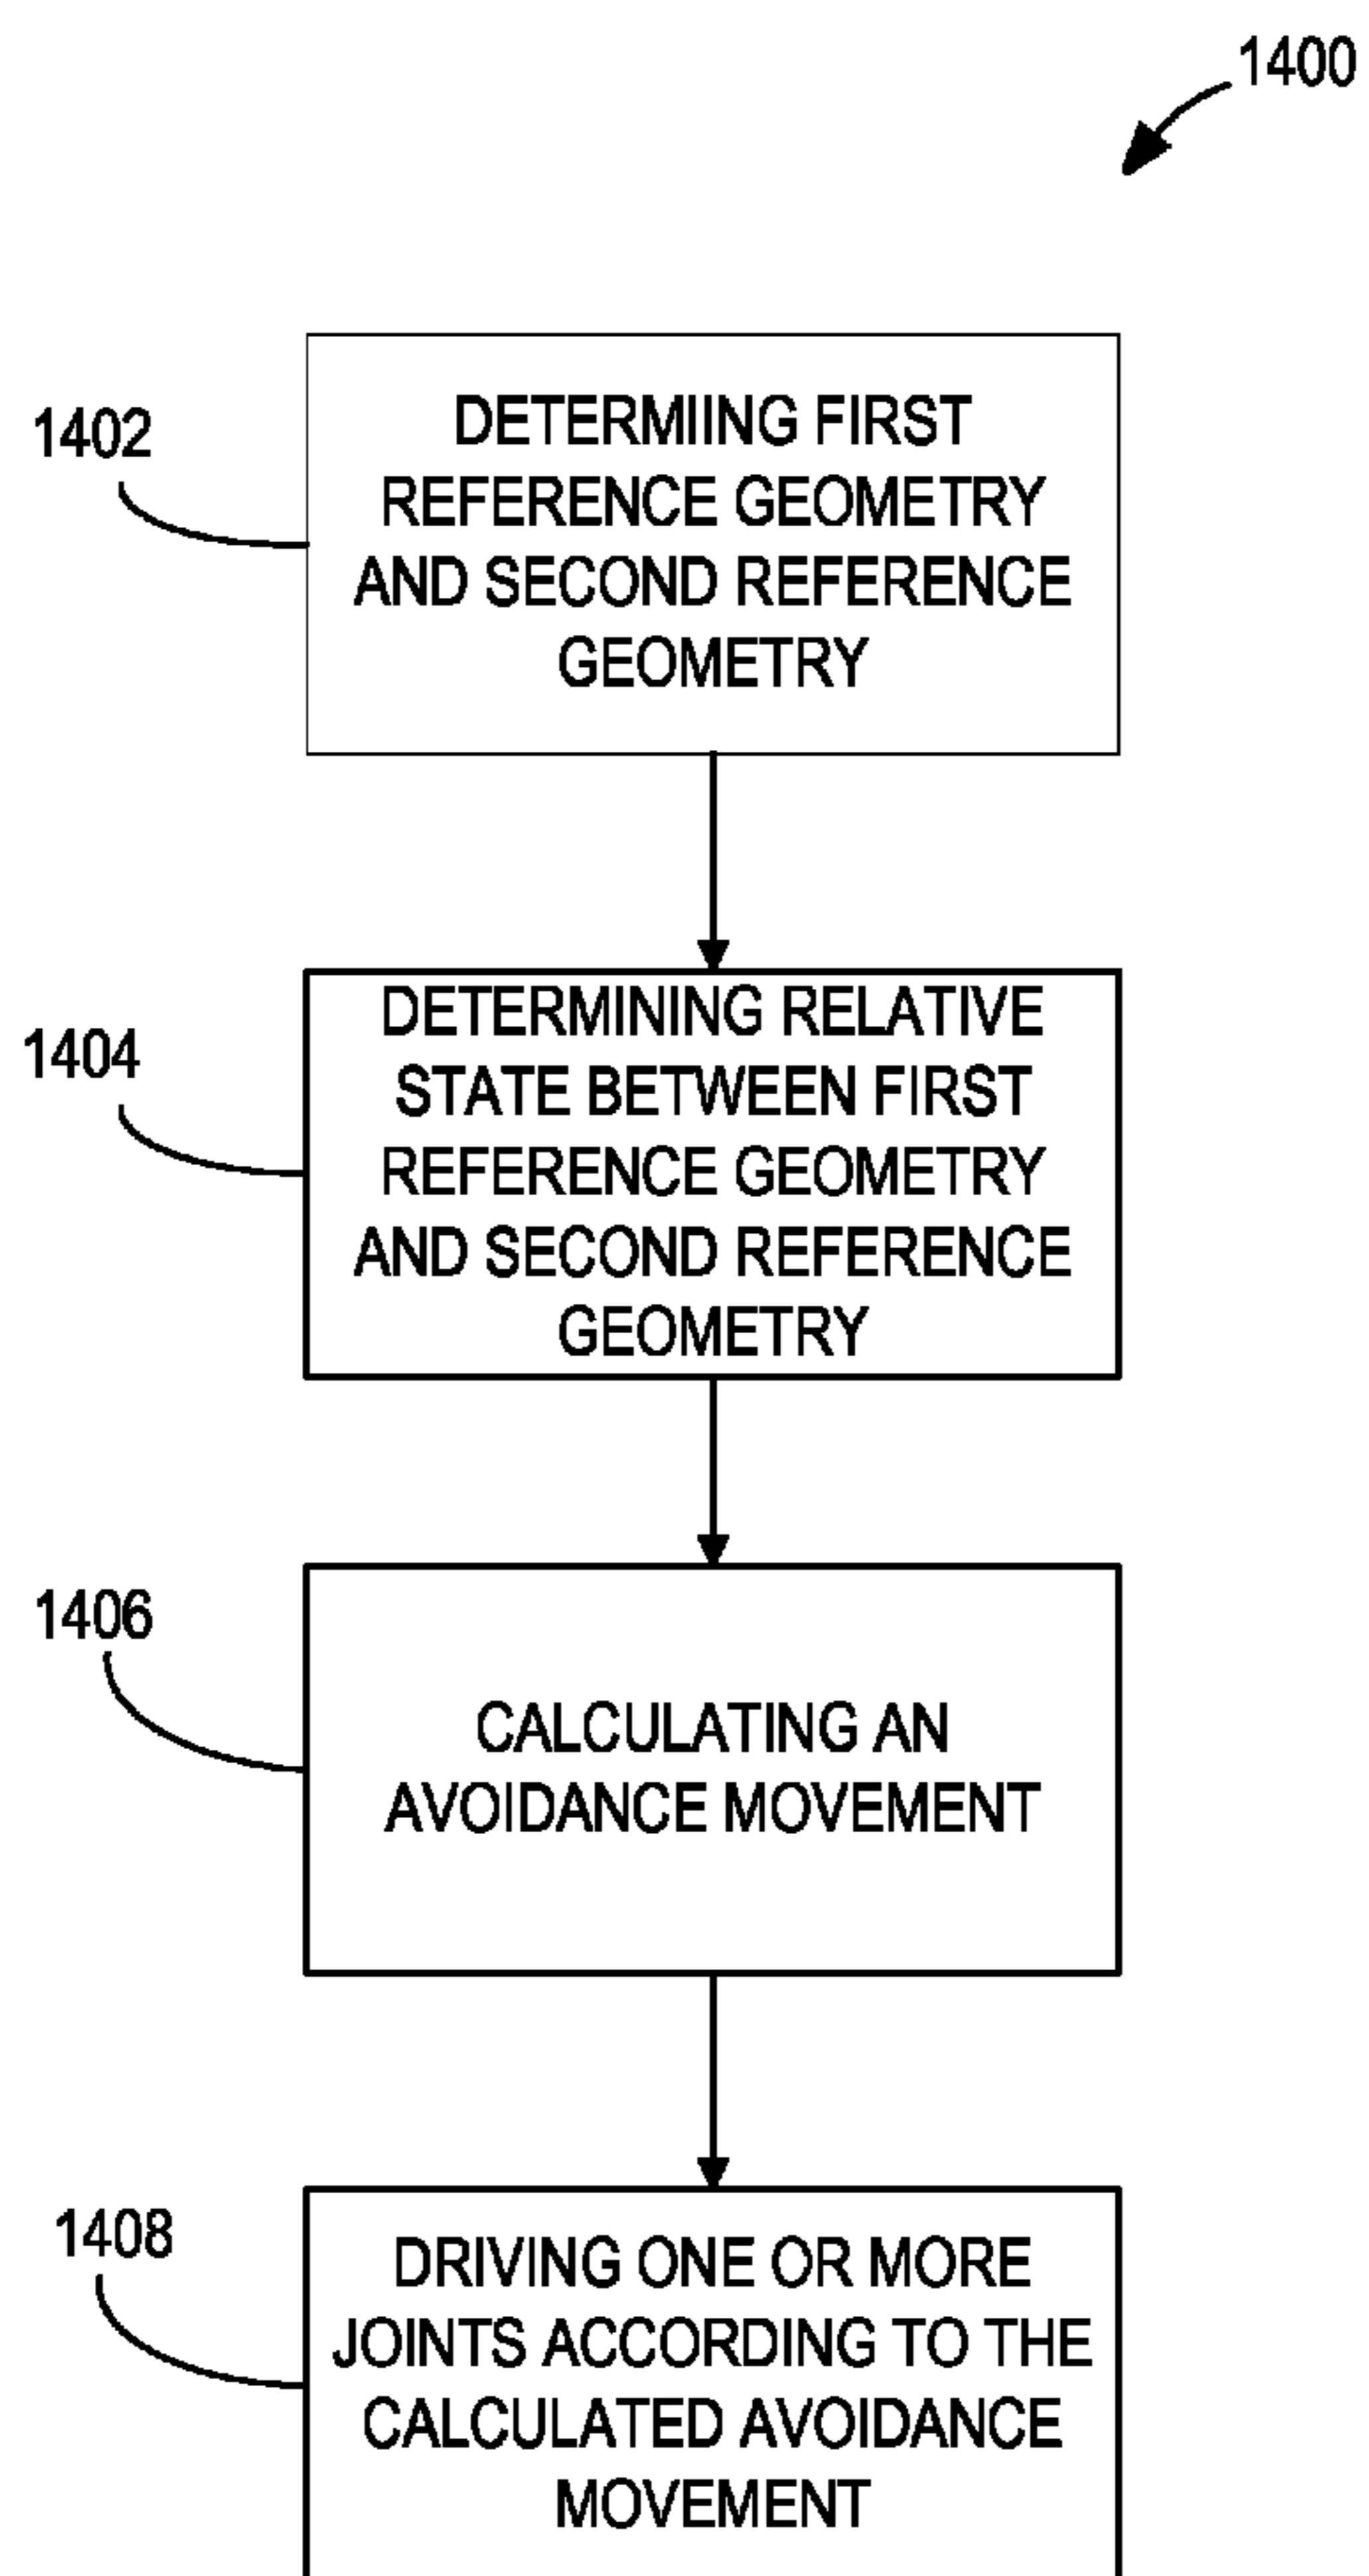 1400
1402
DETERMIING FIRST
REFERENCE GEOMETRY
AND SECOND REFERENCE
GEOMETRY
1404
DETERMINING RELATIVE
STATE BETWEEN FIRST
REFERENCE GEOMETRY
AND SECOND REFERENCE
GEOMETRY
1406
CALCULATING AN
AVOIDANCE MOVEMENT
1408
DRIVING ONE OR MORE
JOINTS ACCORDING TO THE
CALCULATED AVOIDANCE
MOVEMENT